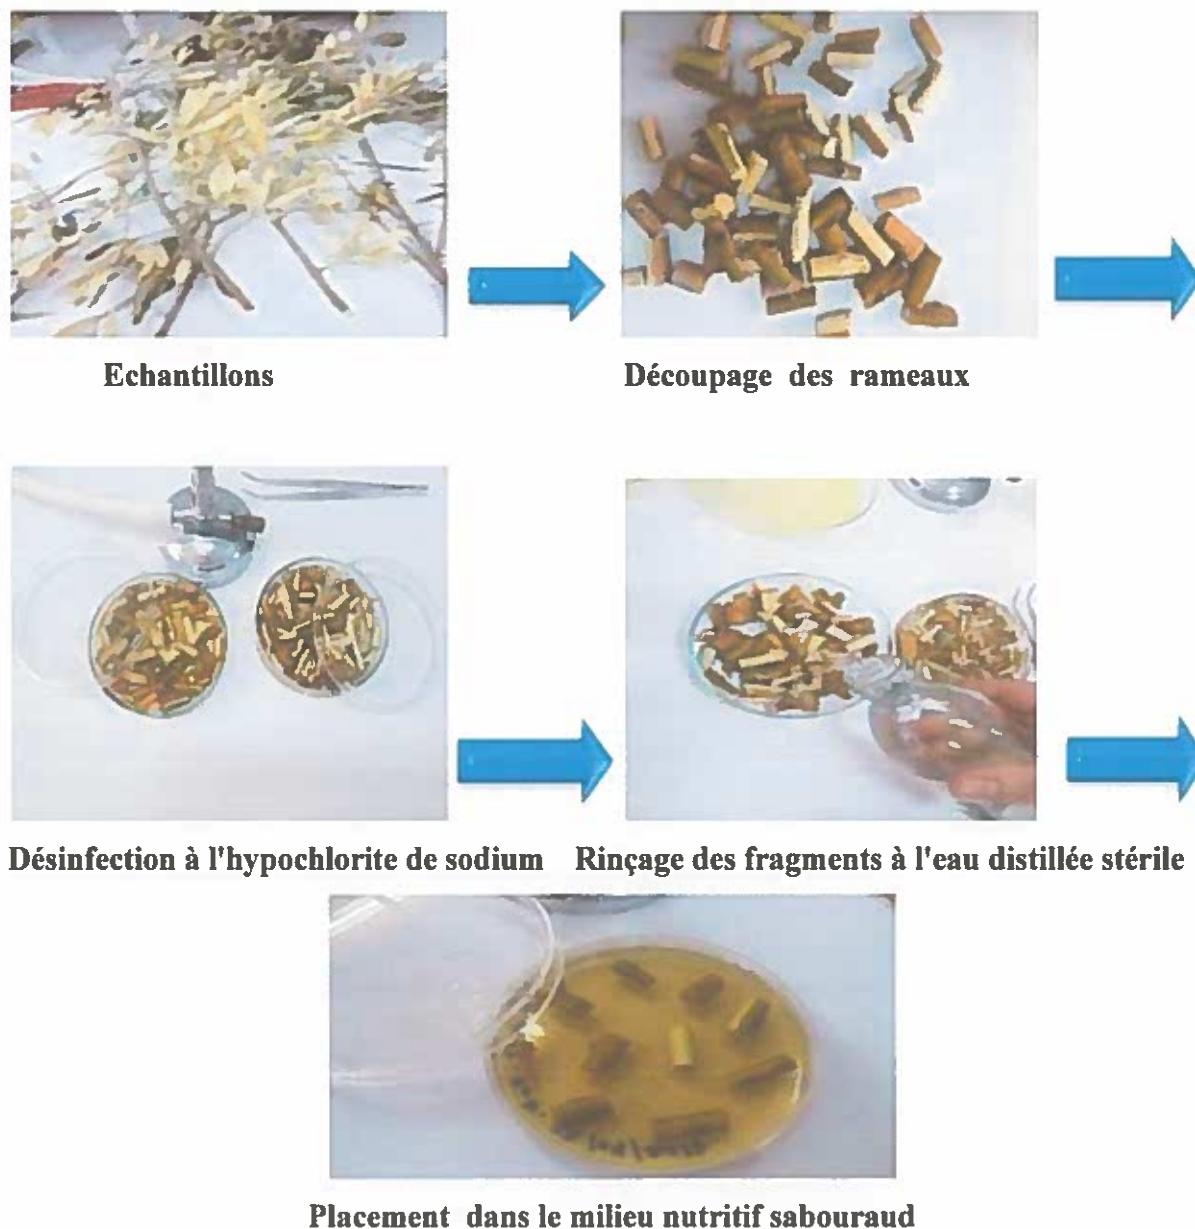 Echantillons
Découpage des rameaux
Désinfection à l'hypochlorite de sodium
Rinçage des fragments à l'eau distillée stérile
Placement dans le milieu nutritif sabouraud